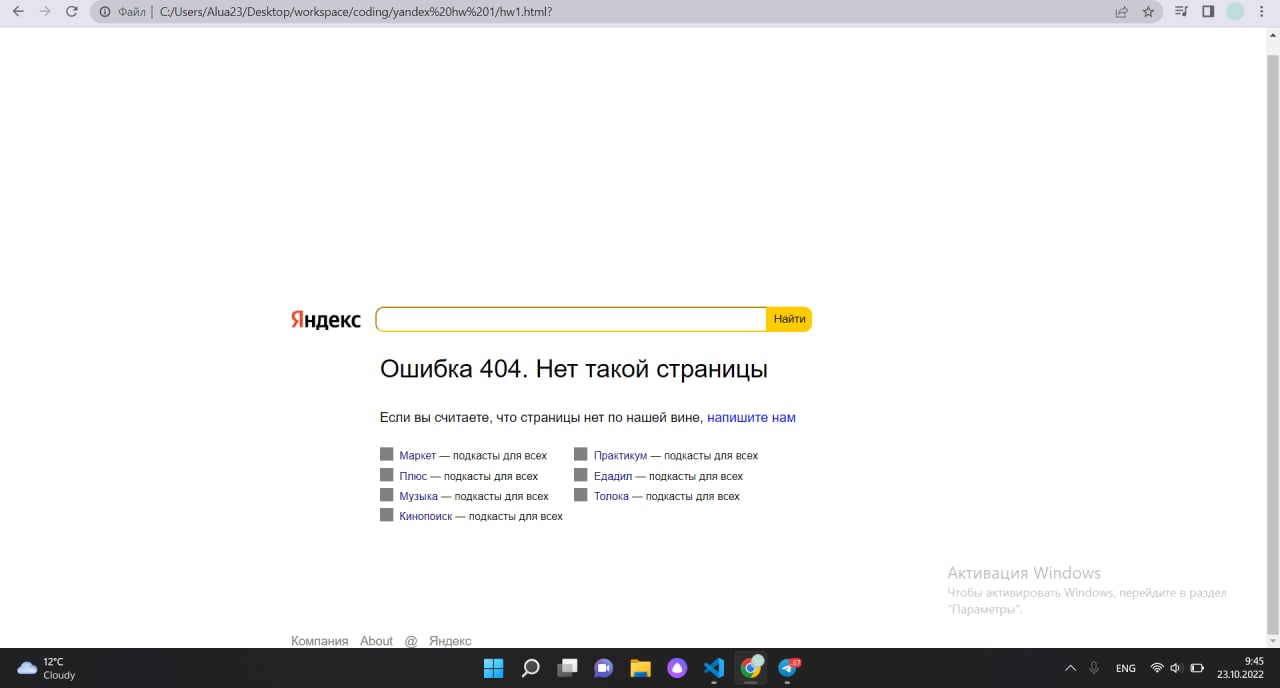 Файл | C:/Users/Alua23/Desktop/workspace/coding/yandex%20hw%201/hw1.html?
Яндекс Найти
Ошибка 404. Нет такой страницы
Если вы считаете, что страницы нет по нашей вине, напишите нам
Маркет — подкасты для всех Практикум — подкасты для всех
Плюс — подкасты для всех Едадил — подкасты для всех
Музыка — подкасты для всех Толока — подкасты для всех
Кинопоиск — подкасты для всех
Активация Windows
Чтобы активировать Windows, перейдите в раздел
"Параметры".
Компания About @ Яндекс
12°C
Cloudy
ENG
9:45
23.10.2022